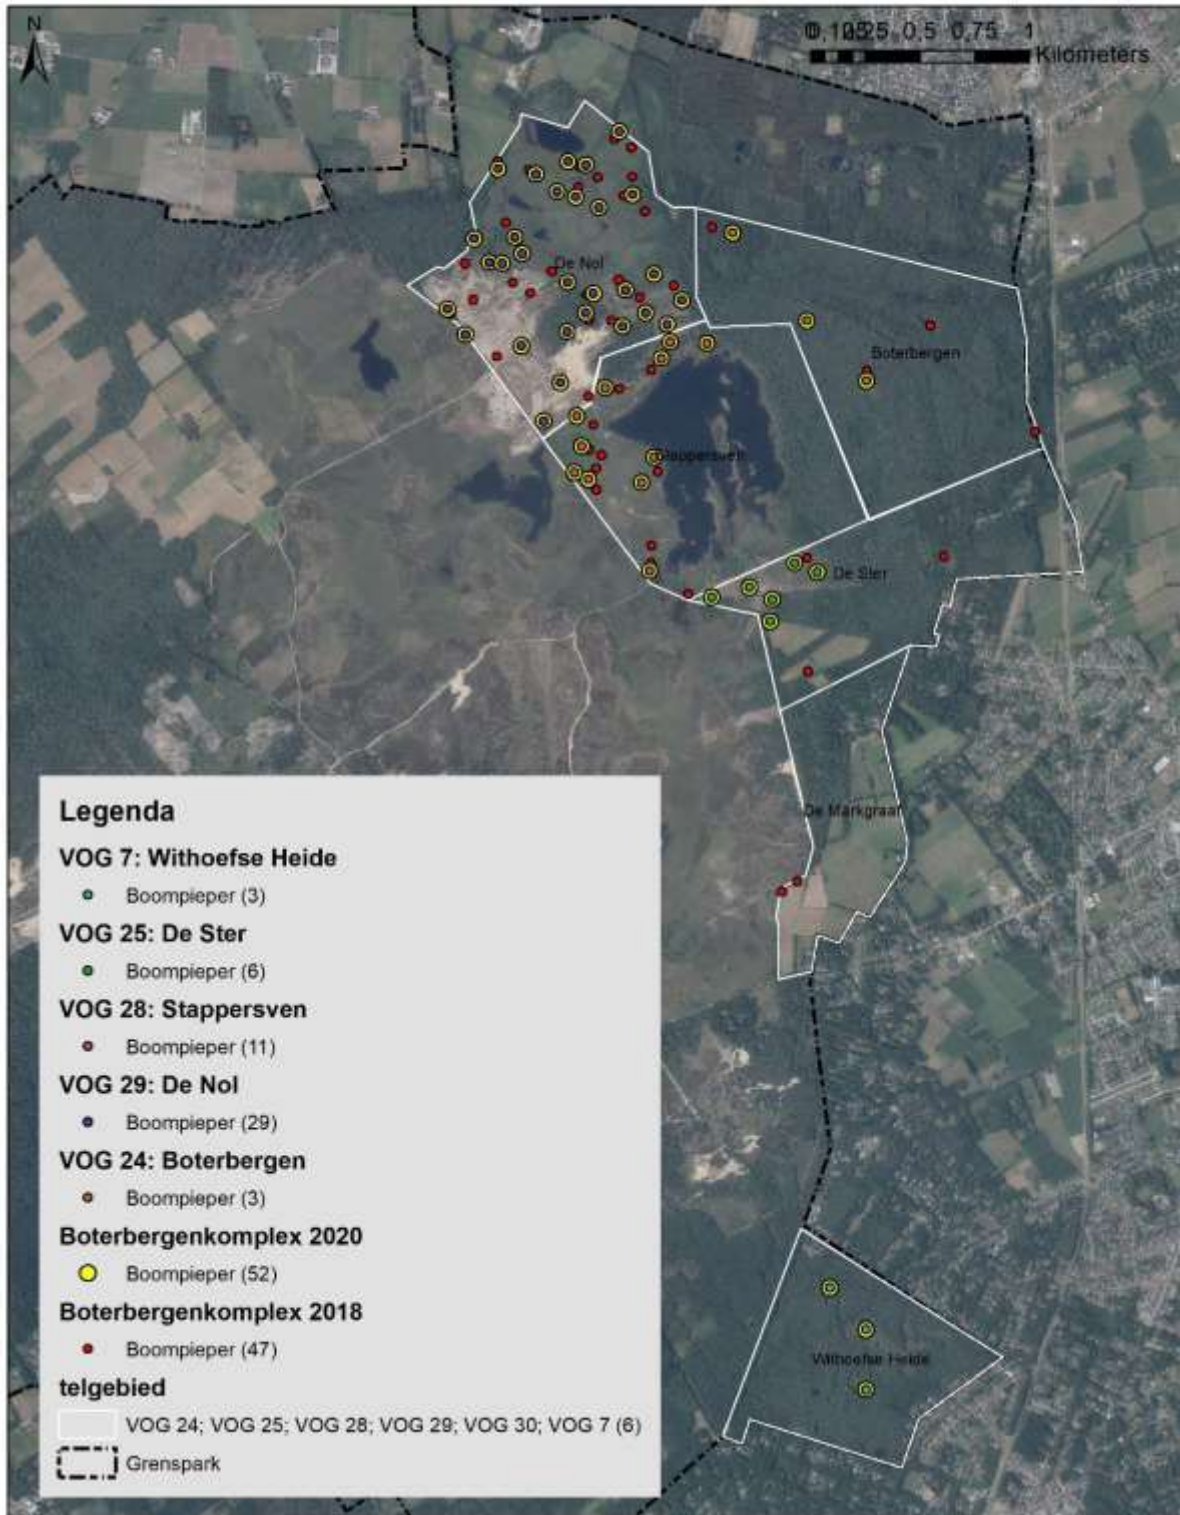 N
0,5 0,75 1
Kilometers
De Nol
Boterbergen
Stappersven
De Ster
De Markgraaf
Legenda
VOG 7: Withoefse Heide
Boompieper (3)
VOG 25: De Ster
Boompieper (6)
VOG 28: Stappersven
Boompieper (11)
VOG 29: De Nol
Boompieper (29)
VOG 24: Boterbergen
Boompieper (3)
Boterbergenkomplex 2020
Boompieper (52)
Boterbergenkomplex 2018
Boompieper (47)
telgebied
VOG 24; VOG 25; VOG 28; VOG 29; VOG 30; VOG 7 (6)
Grenspark
Withoefse Heide